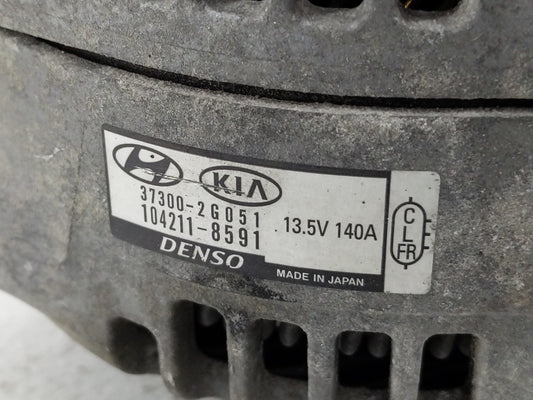 KIA
37300-2G051
104211-8591
13.5V 140A
DENSO
MADE IN JAPAN
C
L
FR